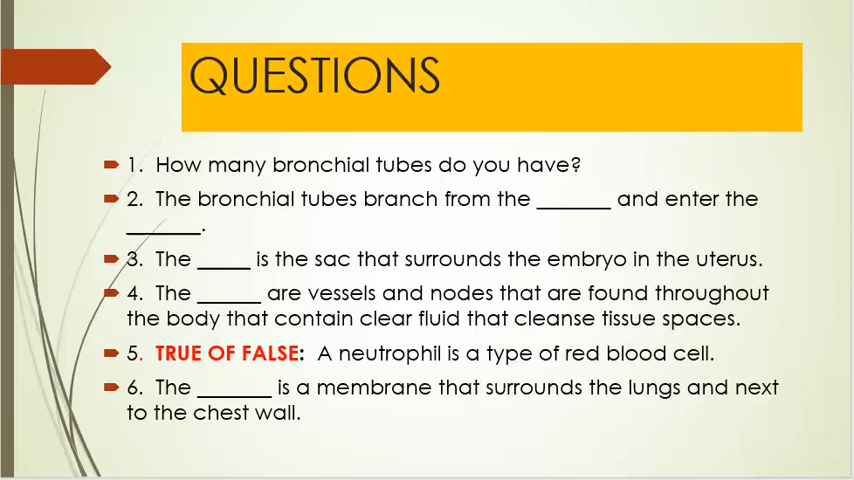 QUESTIONS
1. How many bronchial tubes do you have?
2. The bronchial tubes branch from the _______ and enter the
_______.
3. The _____ is the sac that surrounds the embryo in the uterus.
4. The ______ are vessels and nodes that are found throughout
the body that contain clear fluid that cleanse tissue spaces.
5. TRUE OF FALSE: A neutrophil is a type of red blood cell.
6. The _______ is a membrane that surrounds the lungs and next
to the chest wall.